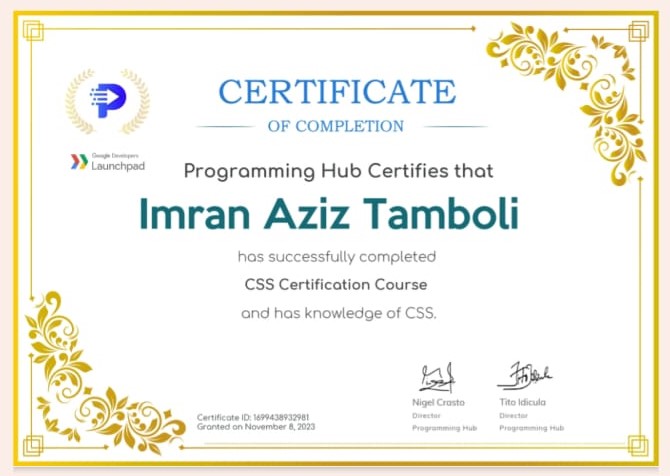 CERTIFICATE
OF COMPLETION
Google Developers
Launchpad
Programming Hub Certifies that
Imran Aziz Tamboli
has successfully completed
CSS Certification Course
and has knowledge of CSS.
Nigel Crasto
Director
Programming Hub
Tito Idicula
Director
Programming Hub
Certificate ID: 1699438932981
Granted on November 8, 2023